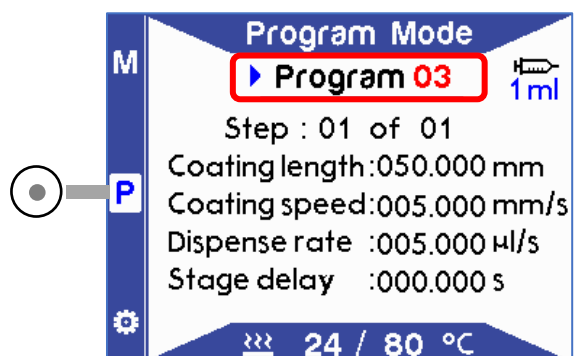 Program Mode
M
Program 03
1 ml
Step : 01 of 01
Coating length:050.000 mm
P
Coating speed:005.000 mm/s
Dispense rate :005.000 µl/s
Stage delay :000.000 s
24 / 80 °C